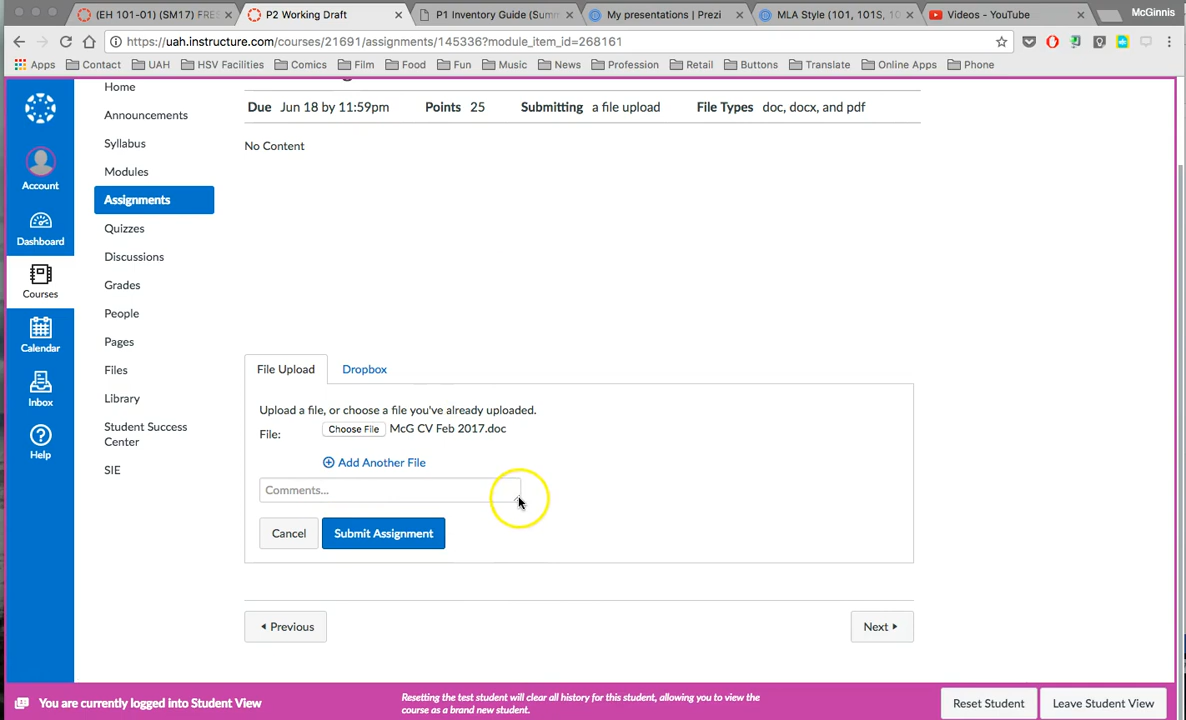 (EH 101-01) (SM17) FRES
P2 Working Draft
P1 Inventory Guide (Summ
My presentations | Prezi
MLA Style (101, 101S, 10
Videos - YouTube
McGinnis
https://uah.instructure.com/courses/21691/assignments/145336?module_item_id=268161
Apps
Contact
UAH
HSV Facilities
Comics
Film
Food
Fun
Music
News
Profession
Retail
Buttons
Translate
Online Apps
Phone
Due Jun 18 by 11:59pm
Points 25
Submitting a file upload
File Types doc, docx, and pdf
No Content
Account
Dashboard
Courses
Calendar
Inbox
Help
Home
Announcements
Syllabus
Modules
Assignments
Quizzes
Discussions
Grades
People
Pages
Files
Library
Student Success
Center
SIE
File Upload
Dropbox
Upload a file, or choose a file you've already uploaded.
File:
Choose File McG CV Feb 2017.doc
Add Another File
Comments...
Cancel
Submit Assignment
Previous
Next
You are currently logged into Student View
Resetting the test student will clear all history for this student, allowing you to view the
course as a brand new student.
Reset Student
Leave Student View